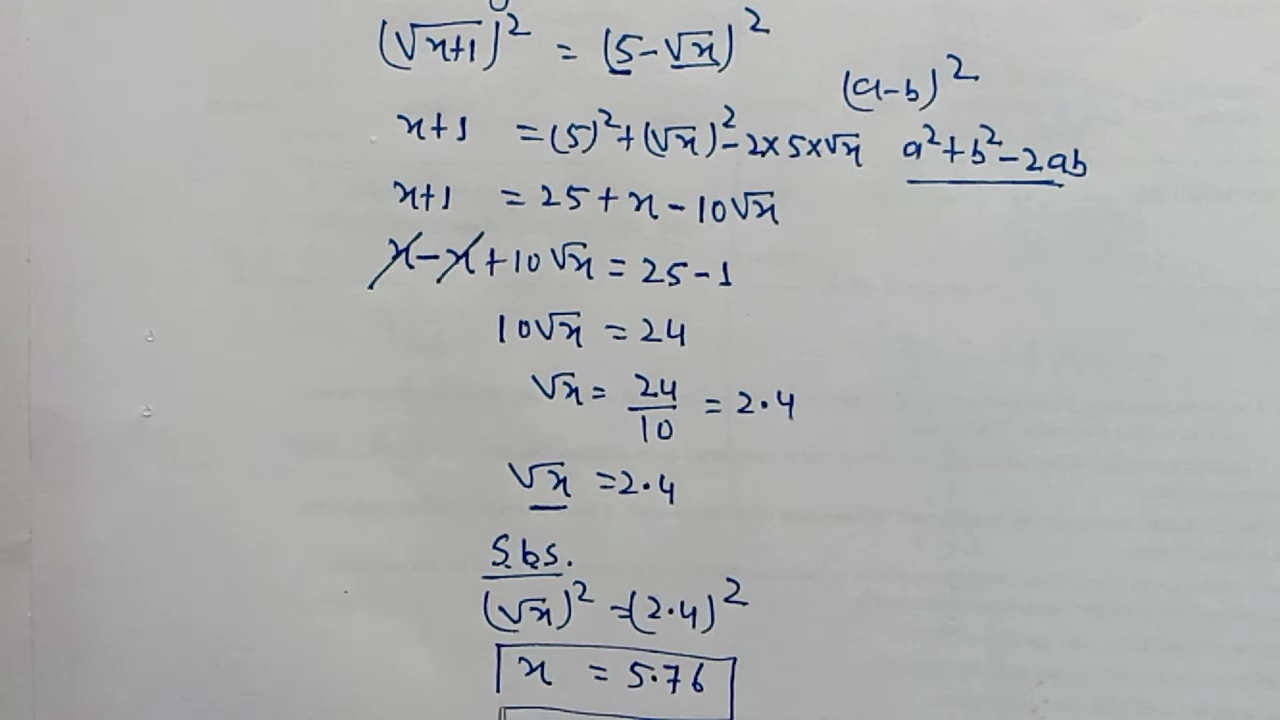 (√x+1)² = (5-√x)²
(a-b)²
x+1 = (5)²+(√x)²-2×5×√x a²+b²-2ab
x+1 = 25+x-10√x
x-x+10√x = 25-1
10√x = 24
√x = 24/10 = 2.4
√x = 2.4
S.b.s.
(√x)² = (2.4)²
x = 5.76